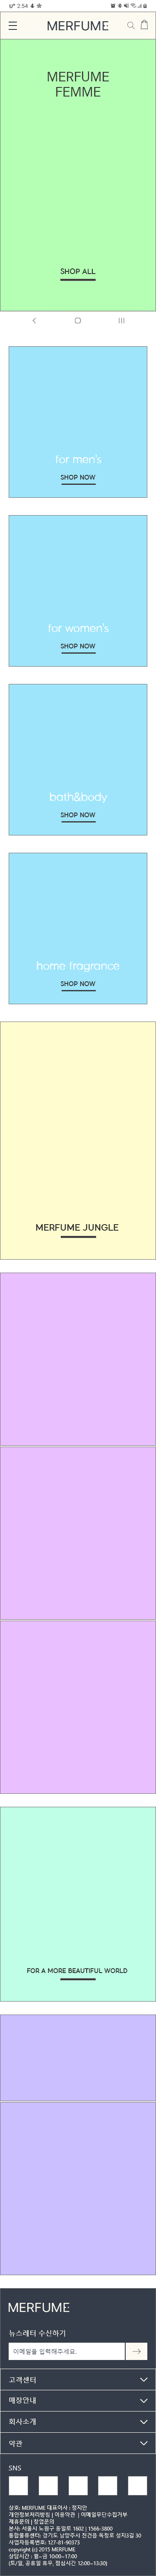 2:54
MERFUME
MERFUME
FEMME
SHOP ALL
for men's
SHOP NOW
for women's
SHOP NOW
bath&body
SHOP NOW
home fragrance
SHOP NOW
MERFUME JUNGLE
FOR A MORE BEAUTIFUL WORLD
MERFUME
뉴스레터 수신하기
이메일을 입력해주세요.
고객센터
매장안내
회사소개
약관
SNS
상호: MERFUME 대표이사 : 정지안
개인정보처리방침 | 이용약관 | 이메일무단수집거부
제휴문의 | 창업문의
본사: 서울시 노원구 동일로 1602 | 1566-3800
통합물류센터: 경기도 남양주시 진건읍 독정로 성지3길 30
사업자등록번호: 127-81-90373
copyright (c) 2015 MERFUME
상담시간 : 월~금 10:00~17:00
(토/일, 공휴일 휴무, 점심시간 12:00~13:30)